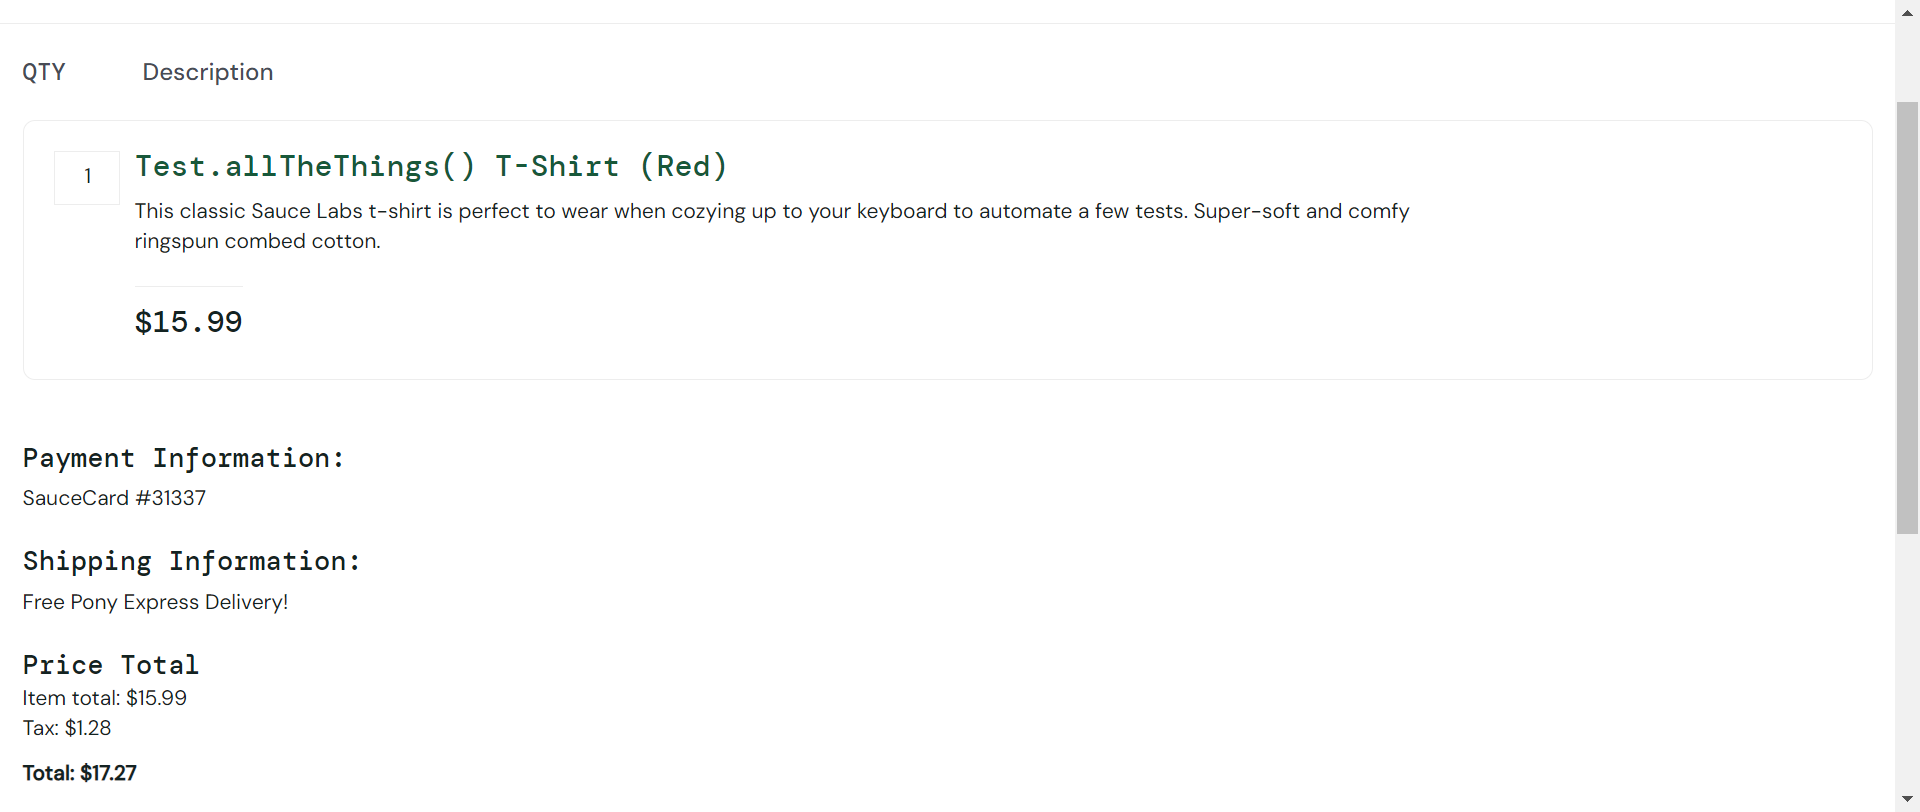 QTY Description
1 Test.allTheThings() T-Shirt (Red)
This classic Sauce Labs t-shirt is perfect to wear when cozying up to your keyboard to automate a few tests. Super-soft and comfy
ringspun combed cotton.
$15.99
Payment Information:
SauceCard #31337
Shipping Information:
Free Pony Express Delivery!
Price Total
Item total: $15.99
Tax: $1.28
Total: $17.27